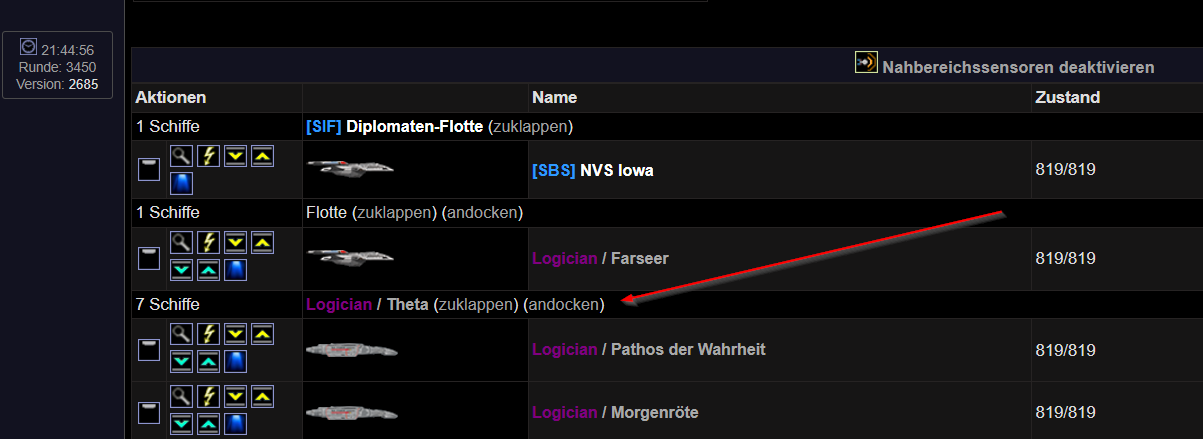 21:44:56
Runde: 3450
Version: 2685
Nahbereichssensoren deaktivieren
Aktionen Name Zustand
1 Schiffe [SIF] Diplomaten-Flotte (zuklappen)
[SBS] NVS Iowa 819/819
1 Schiffe Flotte (zuklappen) (andocken)
Logician / Farseer 819/819
7 Schiffe Logician / Theta (zuklappen) (andocken)
Logician / Pathos der Wahrheit 819/819
Logician / Morgenröte 819/819